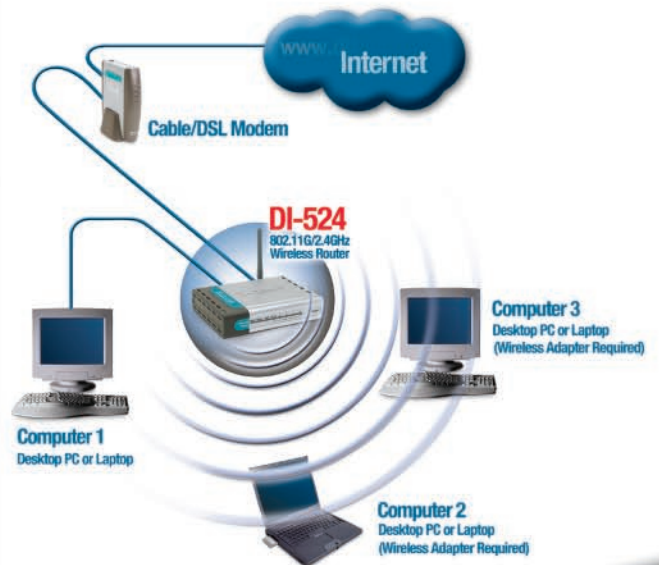 www.
Internet
Cable/DSL Modem
DI-524
802.11G/2.4GHz
Wireless Router
Computer 3
Desktop PC or Laptop
(Wireless Adapter Required)
Computer 1
Desktop PC or Laptop
Computer 2
Desktop PC or Laptop
(Wireless Adapter Required)